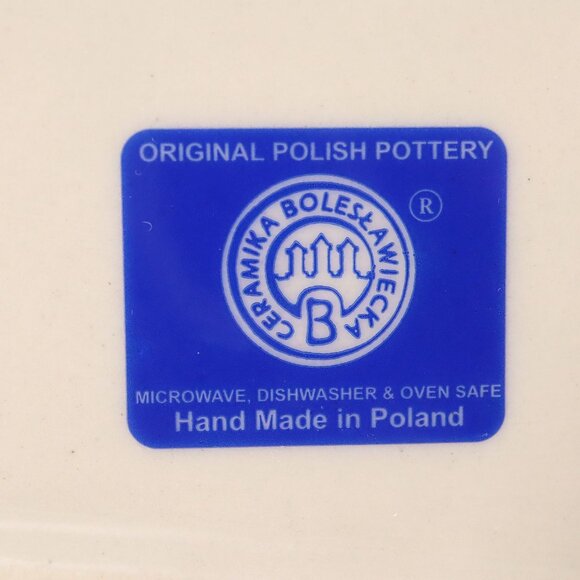 ORIGINAL POLISH POTTERY
CERAMIKA BOLESŁAWIECKA
®
B
MICROWAVE, DISHWASHER & OVEN SAFE
Hand Made in Poland